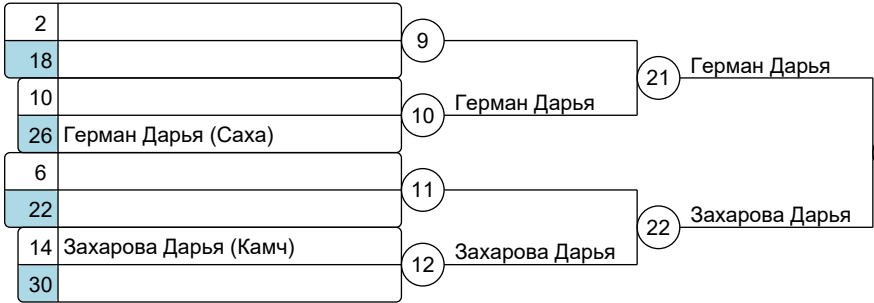 2
9
18
21 Герман Дарья
10
10 Герман Дарья
26 Герман Дарья (Саха)
6
11
22
22 Захарова Дарья
14 Захарова Дарья (Камч)
12 Захарова Дарья
30